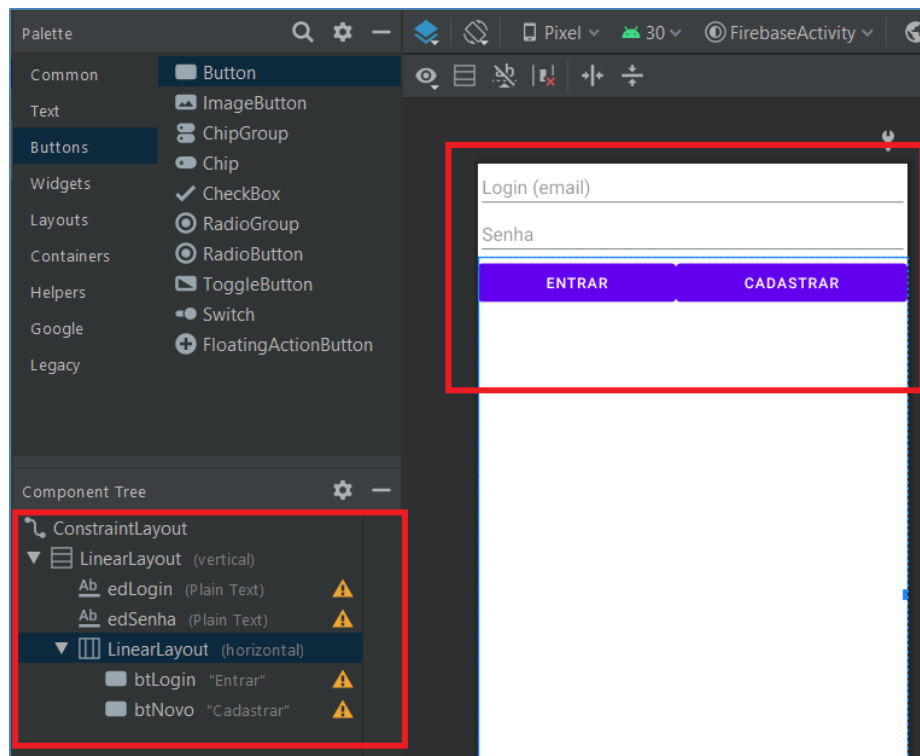 Palette
Common
Text
Buttons
Widgets
Layouts
Containers
Helpers
Google
Legacy
Button
ImageButton
ChipGroup
Chip
CheckBox
RadioGroup
RadioButton
ToggleButton
Switch
FloatingActionButton
Pixel 30 FirebaseActivity
Login (email)
Senha
ENTRAR CADASTRAR
Component Tree
ConstraintLayout
LinearLayout (vertical)
Ab edLogin (Plain Text)
Ab edSenha (Plain Text)
LinearLayout (horizontal)
btLogin "Entrar"
btNovo "Cadastrar"